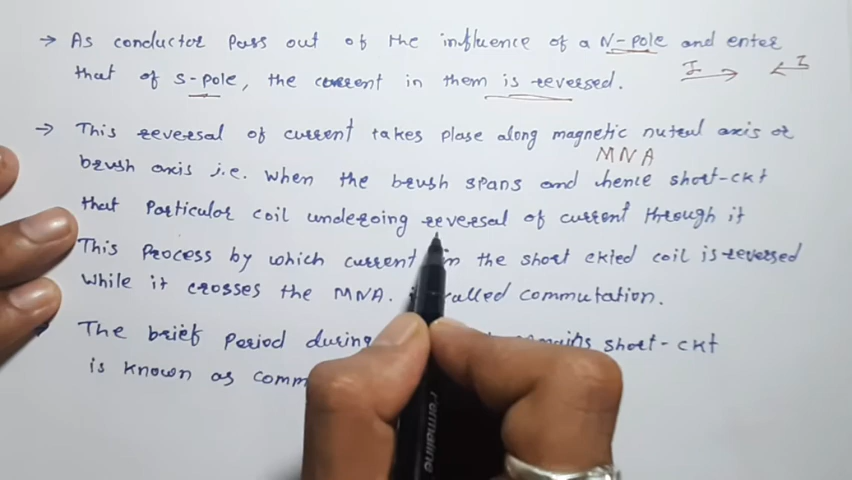 → As conductor pass out of the influence of a N-pole and enter
that of S-pole, the current in them is reversed.
I I
→ This reversal of current takes plase along magnetic nutral axis or
MNA
brush axis i.e. when the brush spans and hence short-ckt
that Particular coil undergoing reversal of current through it
This Process by which current in the short ckted coil is reversed
while it crosses the MNA. called commutation.
The brief Period during remains short-ckt
is known as comm
remaline